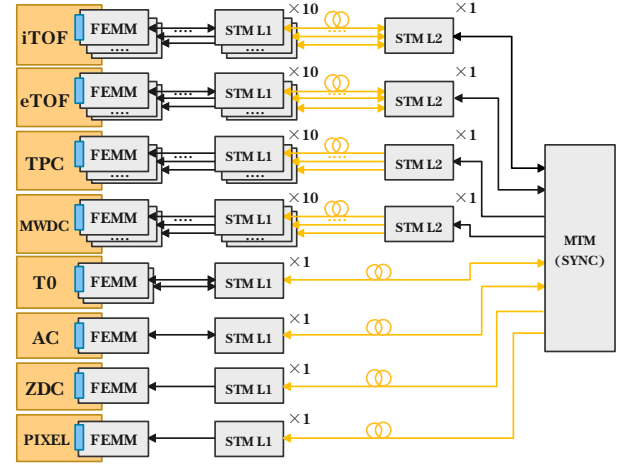 iTOF FEMM .... .... STM L1 .... ×10 .... STM L2 ×1
eTOF FEMM .... .... STM L1 .... ×10 .... STM L2 ×1
TPC FEMM .... .... STM L1 .... ×10 .... STM L2 ×1
MWDC FEMM .... .... STM L1 .... ×10 .... STM L2 ×1
MTM
(SYNC)
T0 FEMM STM L1 ×1
AC FEMM STM L1 ×1
ZDC FEMM STM L1 ×1
PIXEL FEMM STM L1 ×1